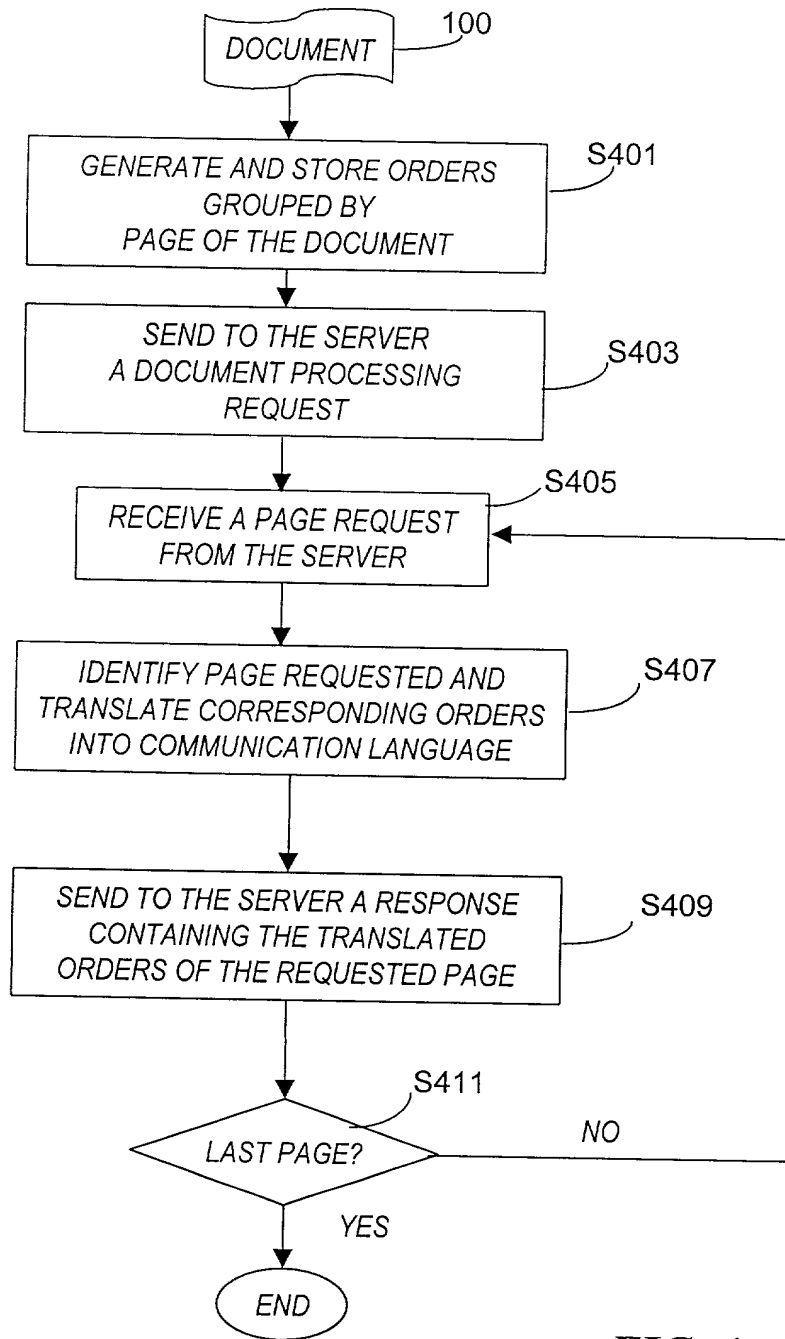 100
DOCUMENT
S401
GENERATE AND STORE ORDERS
GROUPED BY
PAGE OF THE DOCUMENT
SEND TO THE SERVER
A DOCUMENT PROCESSING
REQUEST
S403
S405
RECEIVE A PAGE REQUEST
FROM THE SERVER
IDENTIFY PAGE REQUESTED AND
TRANSLATE CORRESPONDING ORDERS
INTO COMMUNICATION LANGUAGE
S407
SEND TO THE SERVER A RESPONSE
CONTAINING THE TRANSLATED
ORDERS OF THE REQUESTED PAGE
S409
S411
LAST PAGE?
NO
YES
END